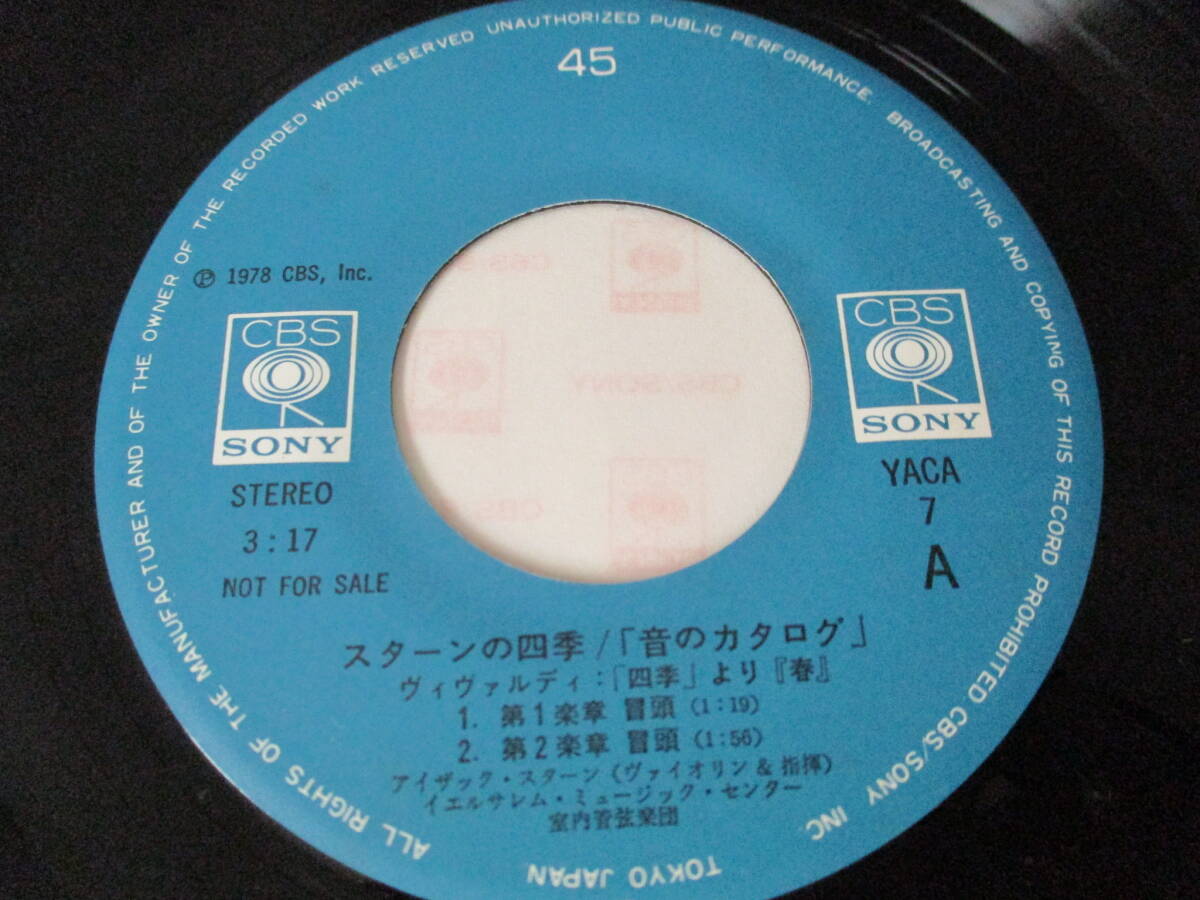 ALL RIGHTS OF THE MANUFACTURER AND OF THE OWNER OF THE RECORDED WORK RESERVED UNAUTHORIZED PUBLIC PERFORMANCE. BROADCASTING AND COPYING OF THIS RECORD PROHIBITED CBS/SONY INC
TOKYO JAPAN
45
℗ 1978 CBS, Inc.
CBS
SONY
STEREO
3:17
NOT FOR SALE
CBS
SONY
YACA
7
A
スターンの四季/「音のカタログ」
ヴィヴァルディ:「四季」より『春』
1. 第1楽章 冒頭 (1:19)
2. 第2楽章 冒頭 (1:56)
アイザック・スターン(ヴァイオリン&指揮)
イエルサレム・ミュージック・センター
室内管弦楽団